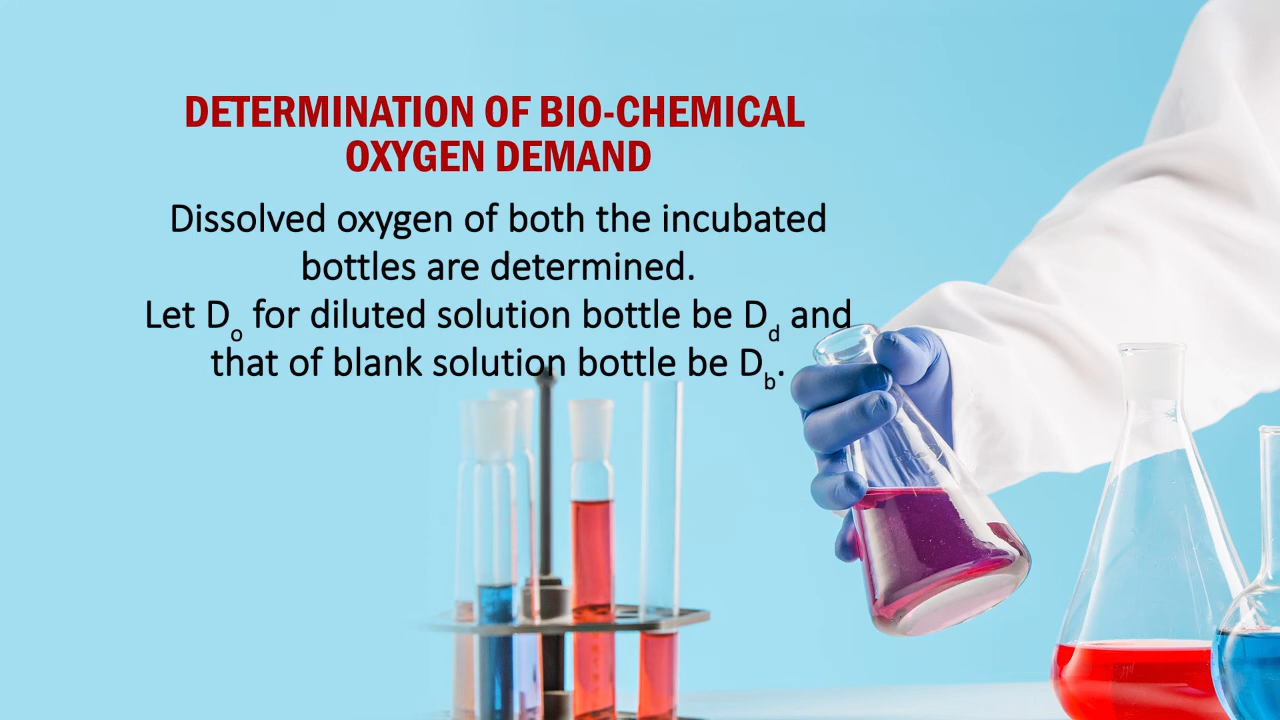 DETERMINATION OF BIO-CHEMICAL
OXYGEN DEMAND
Dissolved oxygen of both the incubated
bottles are determined.
Let Do for diluted solution bottle be Dd and
that of blank solution bottle be Db.